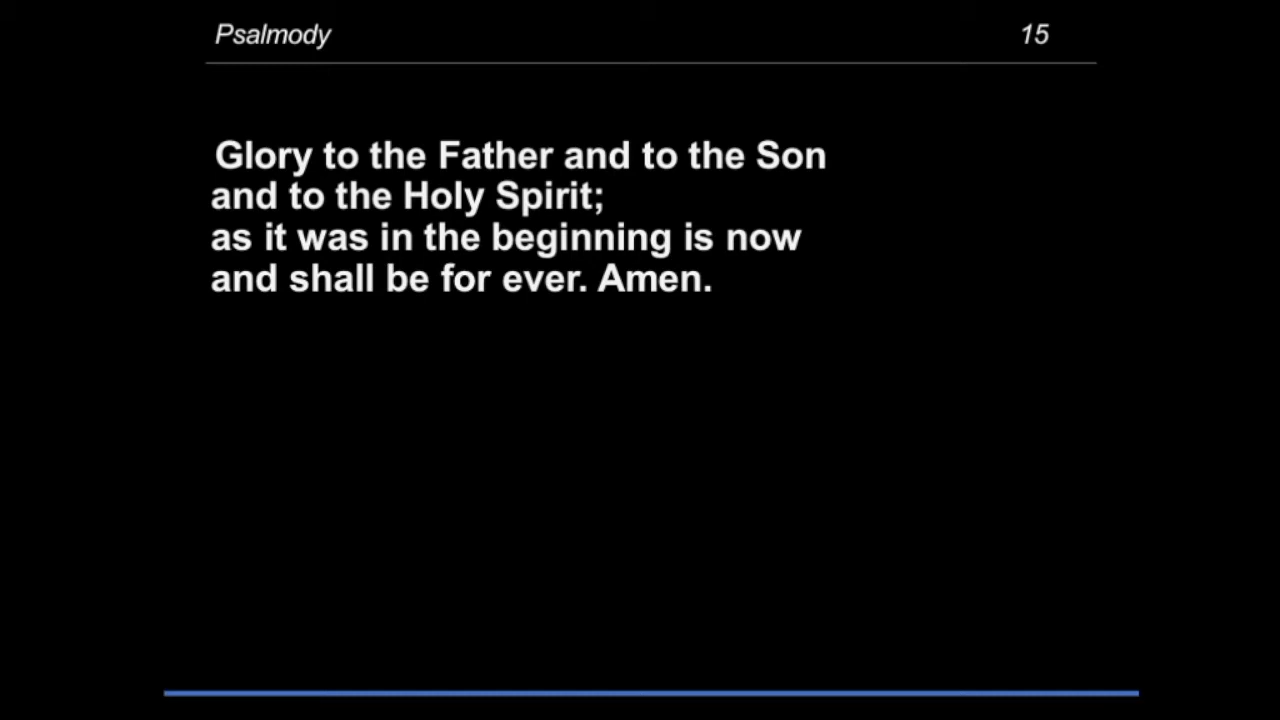 Psalmody 15
Glory to the Father and to the Son
and to the Holy Spirit;
as it was in the beginning is now
and shall be for ever. Amen.